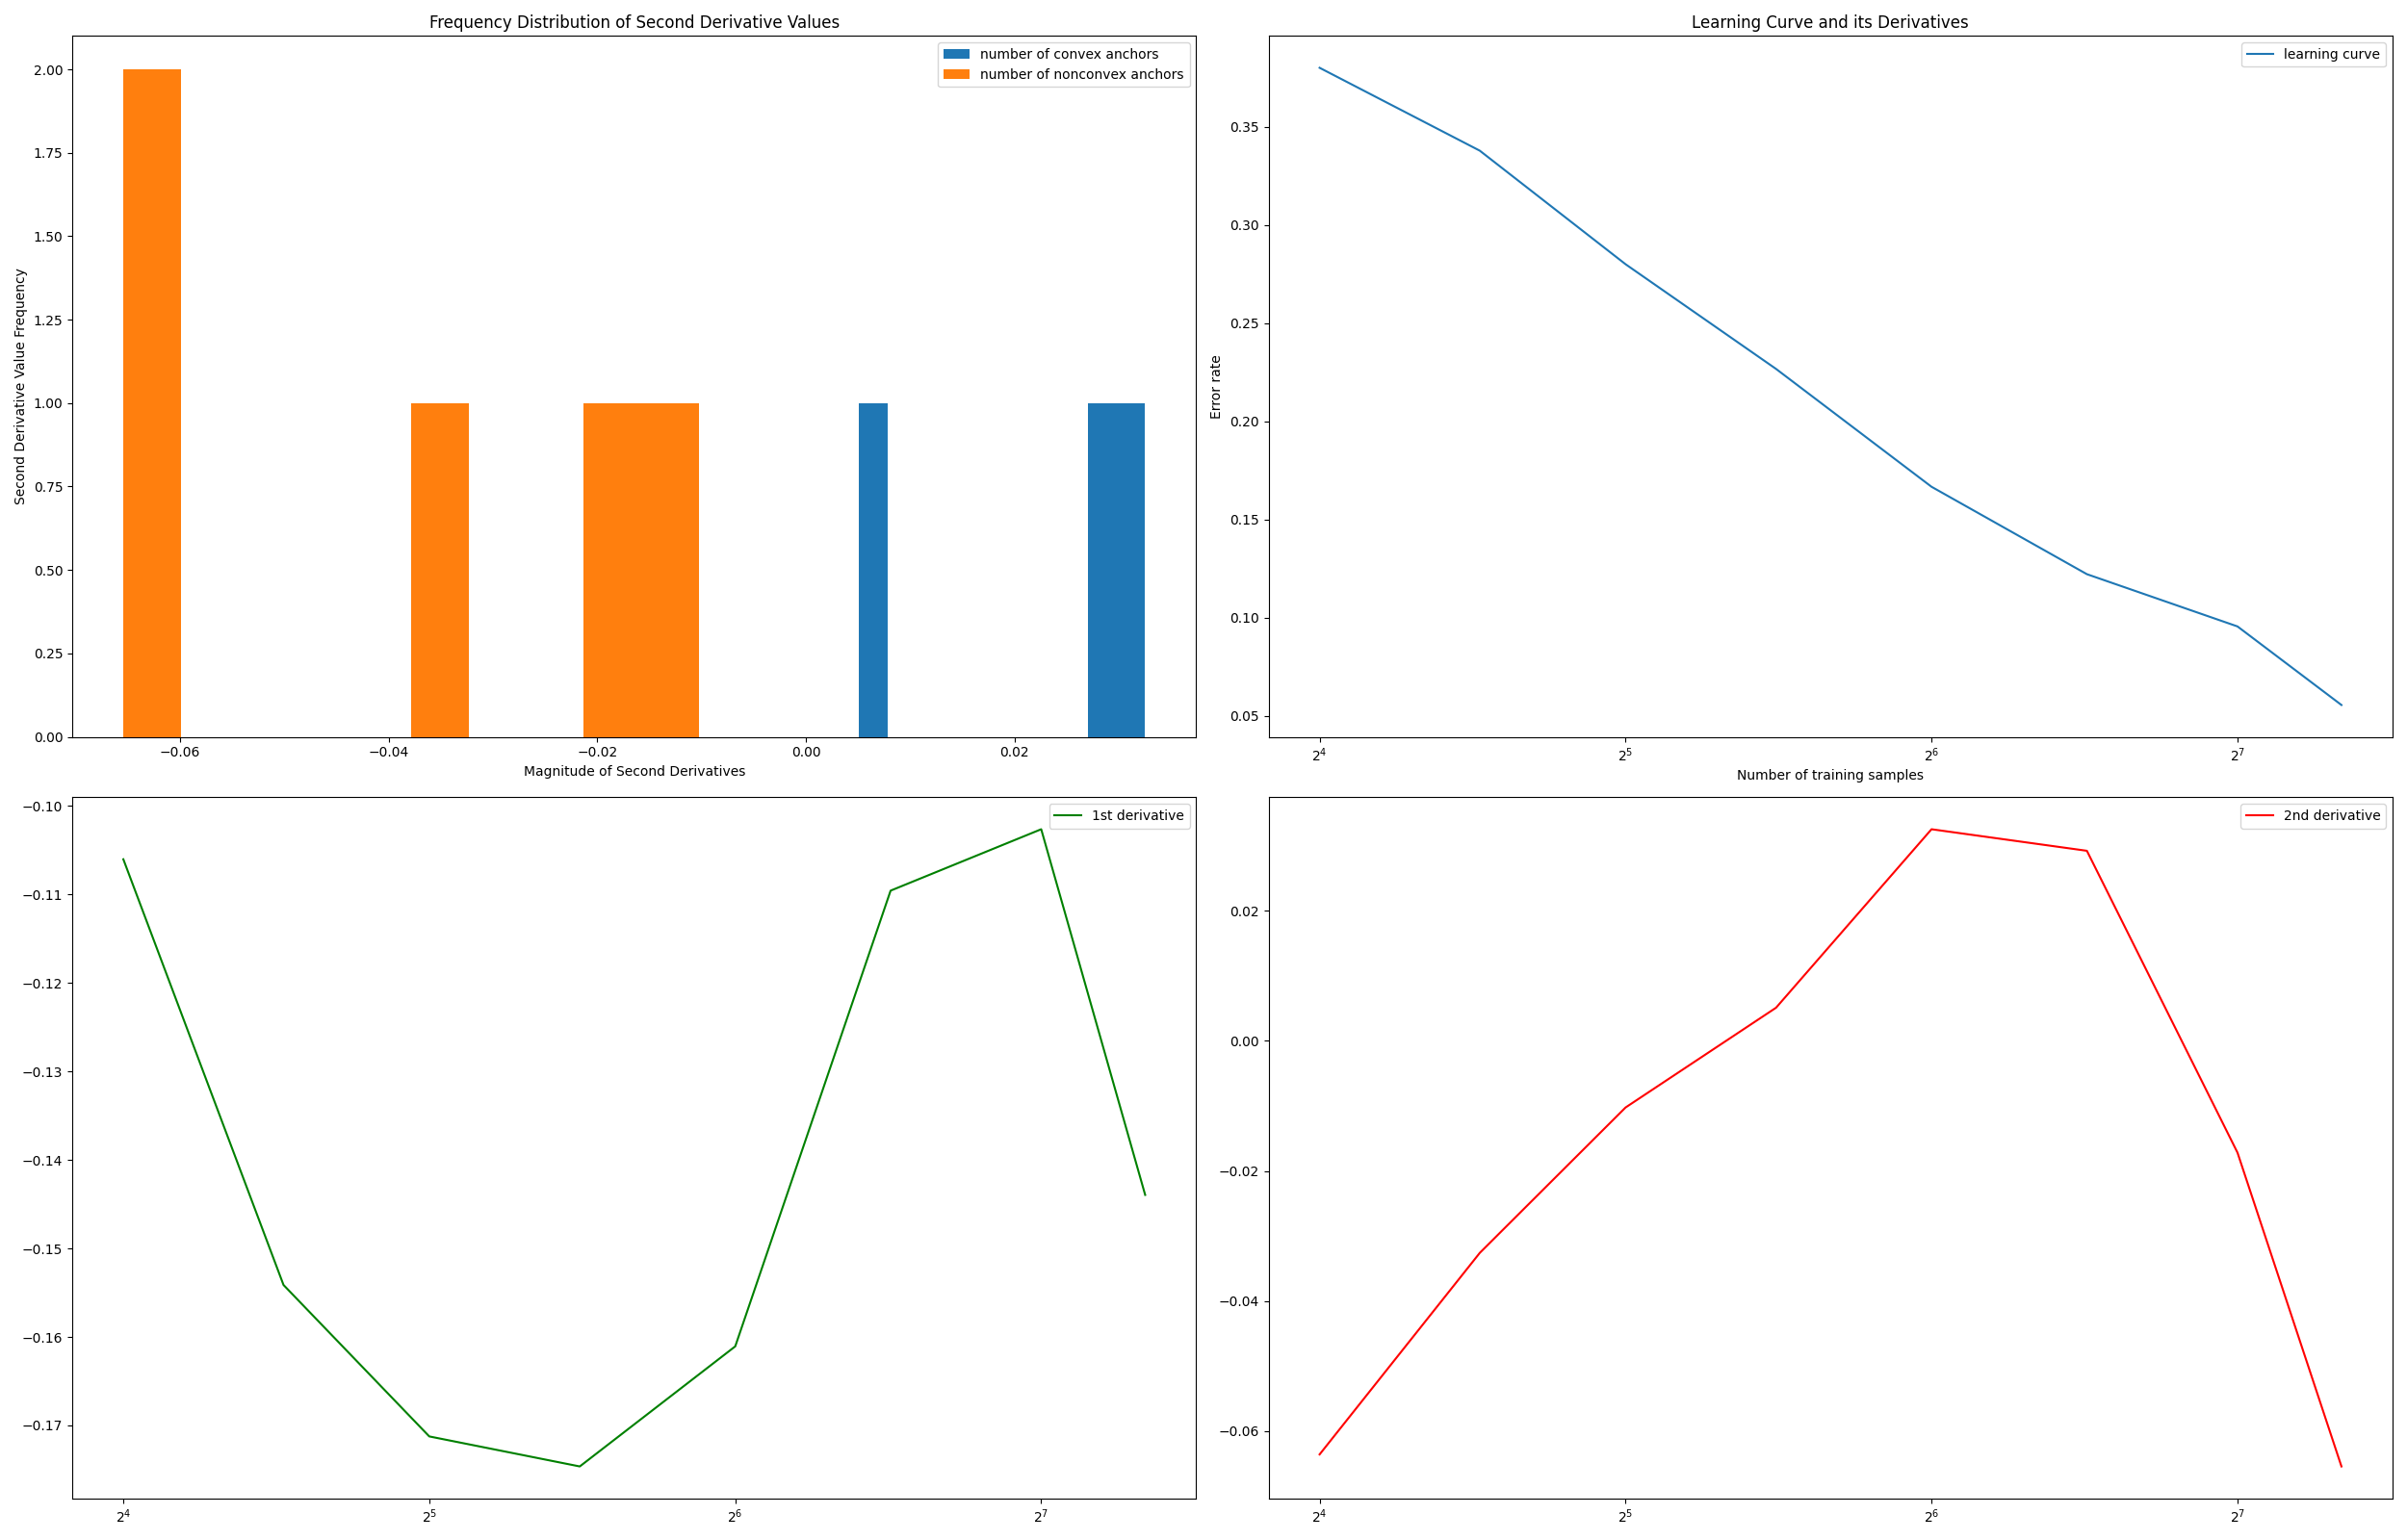 Frequency Distribution of Second Derivative Values
number of convex anchors
number of nonconvex anchors
2.00
1.75
1.50
1.25
1.00
0.75
0.50
0.25
0.00
Second Derivative Value Frequency
−0.06 −0.04 −0.02 0.00 0.02
Magnitude of Second Derivatives
Learning Curve and its Derivatives
learning curve
0.35
0.30
0.25
0.20
0.15
0.10
0.05
Error rate
2⁴ 2⁵ 2⁶ 2⁷
Number of training samples
1st derivative
−0.10
−0.11
−0.12
−0.13
−0.14
−0.15
−0.16
−0.17
2⁴ 2⁵ 2⁶ 2⁷
2nd derivative
0.02
0.00
−0.02
−0.04
−0.06
2⁴ 2⁵ 2⁶ 2⁷